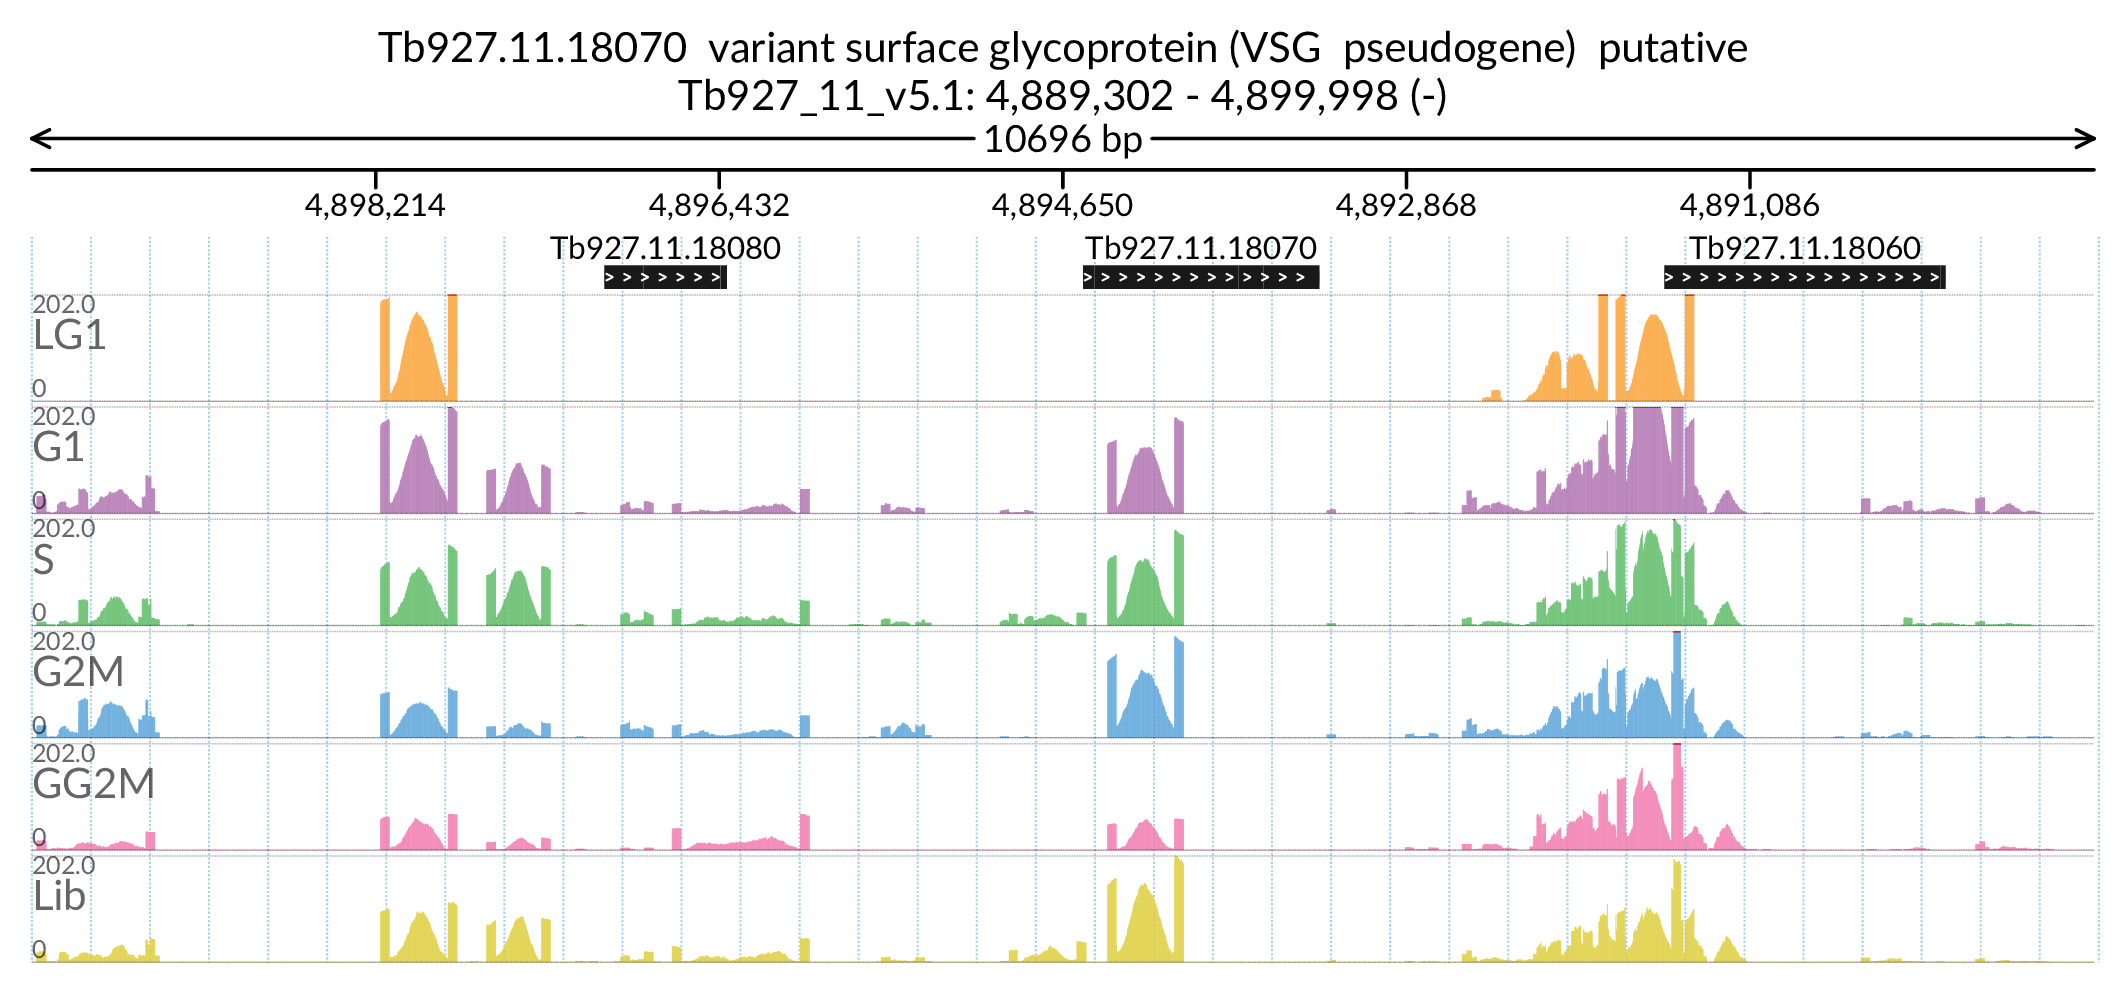 Tb927.11.18070 variant surface glycoprotein (VSG pseudogene) putative
Tb927_11_v5.1: 4,889,302 - 4,899,998 (-)
10696 bp
4,898,214 4,896,432 4,894,650 4,892,868 4,891,086
Tb927.11.18080 Tb927.11.18070 Tb927.11.18060
202.0
LG1
0
202.0
G1
0
202.0
S
0
202.0
G2M
0
202.0
GG2M
0
202.0
Lib
0